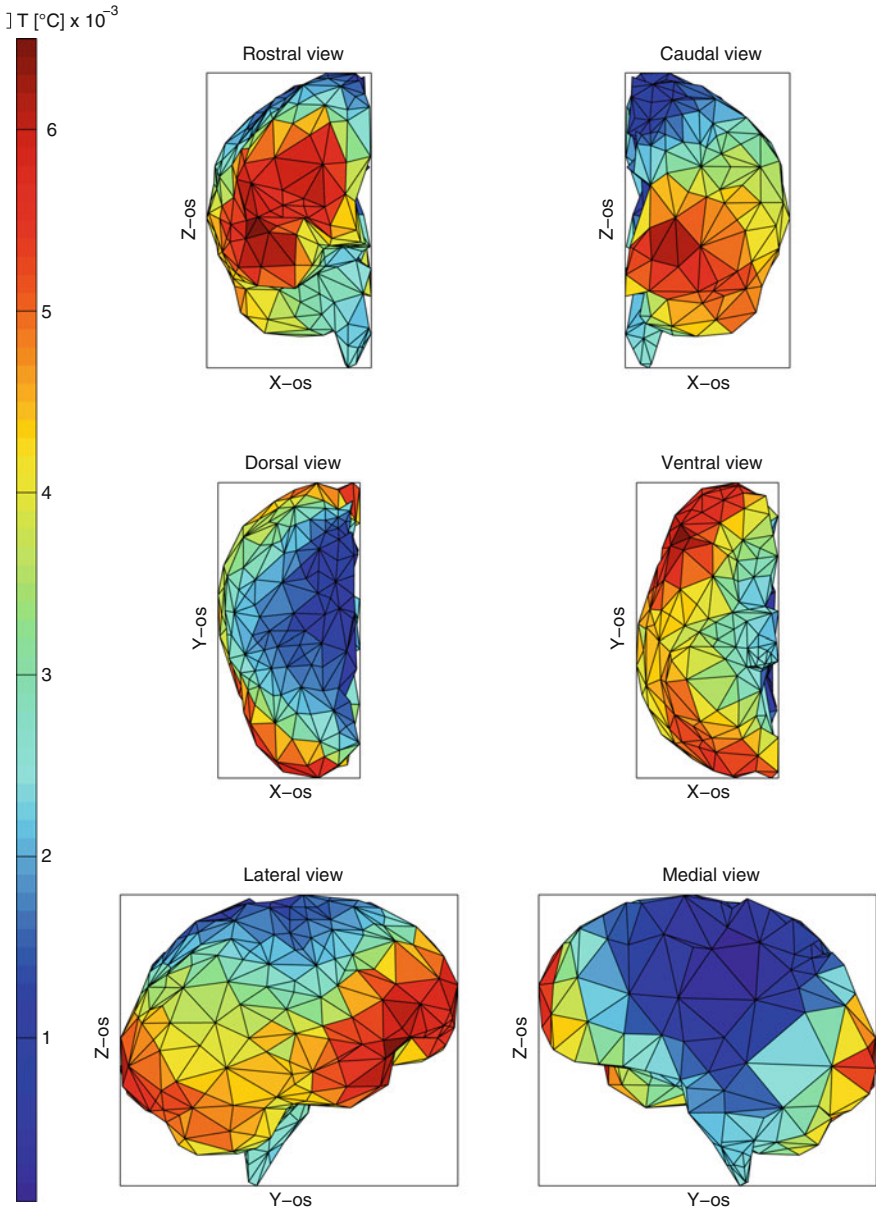 ] T [°C] x 10⁻³
6
5
4
3
2
1
Rostral view
Z–os
X–os
Caudal view
Z–os
X–os
Dorsal view
Y–os
X–os
Ventral view
Y–os
X–os
Lateral view
Z–os
Y–os
Medial view
Z–os
Y–os